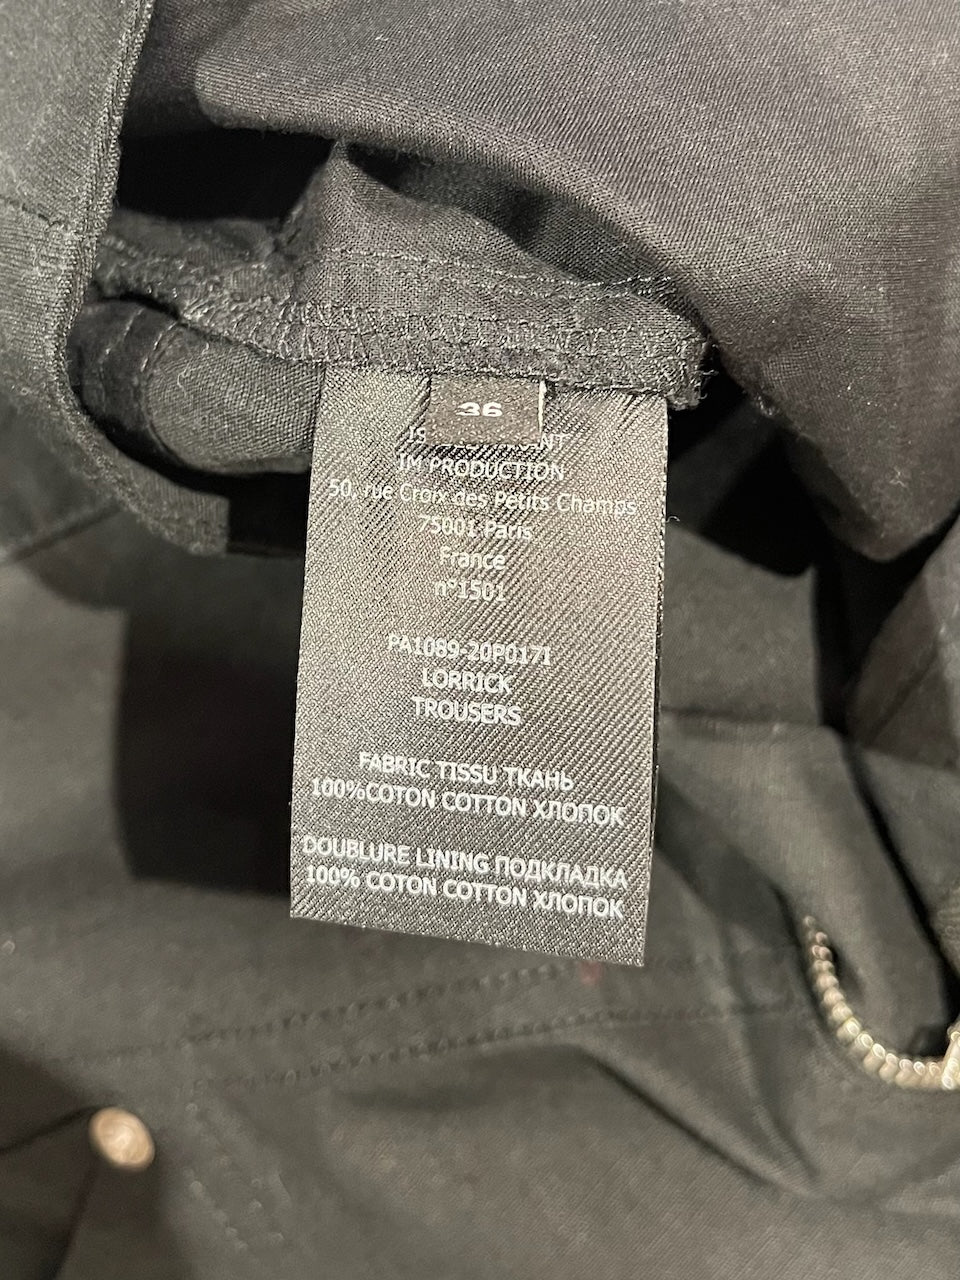 36
IM PRODUCTION
50, rue Croix des Petits Champs
75001 Paris
France
n°1501
PA1089-20P017I
LORRICK
TROUSERS
FABRIC TISSU ТКАНЬ
100%COTON COTTON ХЛОПОК
DOUBLURE LINING ПОДКЛАДКА
100% COTON COTTON ХЛОПОК